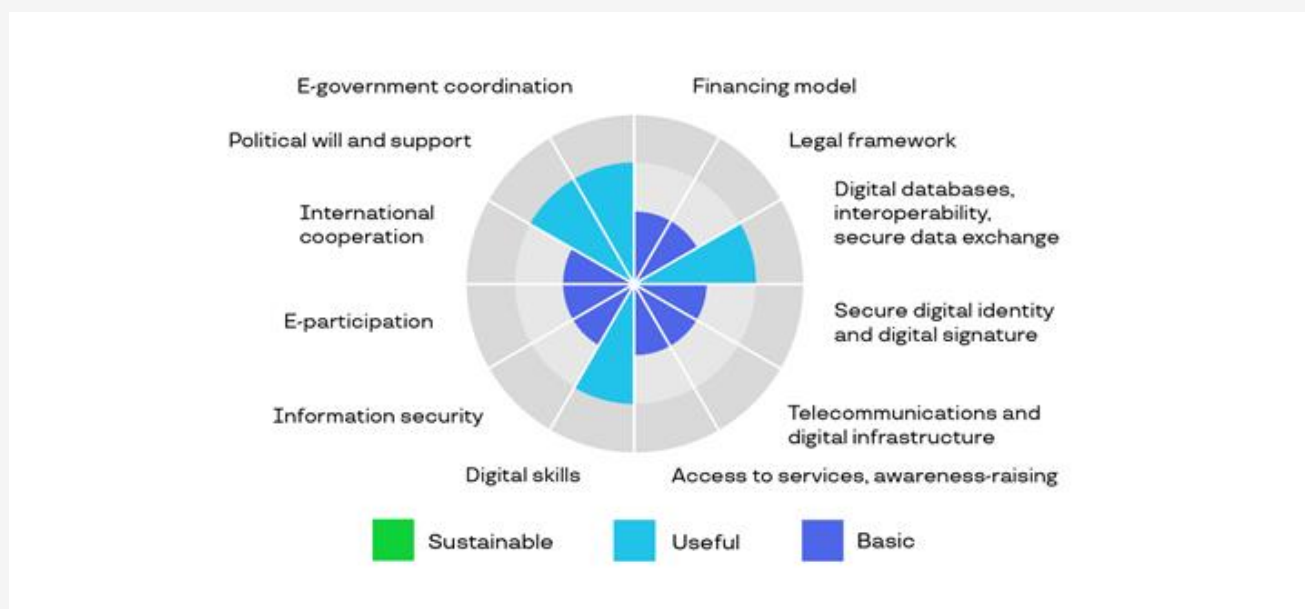 E-government coordination
Financing model
Political will and support
Legal framework
Digital databases,
interoperability,
secure data exchange
International
cooperation
Secure digital identity
and digital signature
E-participation
Telecommunications and
digital infrastructure
Information security
Digital skills
Access to services, awareness-raising
Sustainable
Useful
Basic